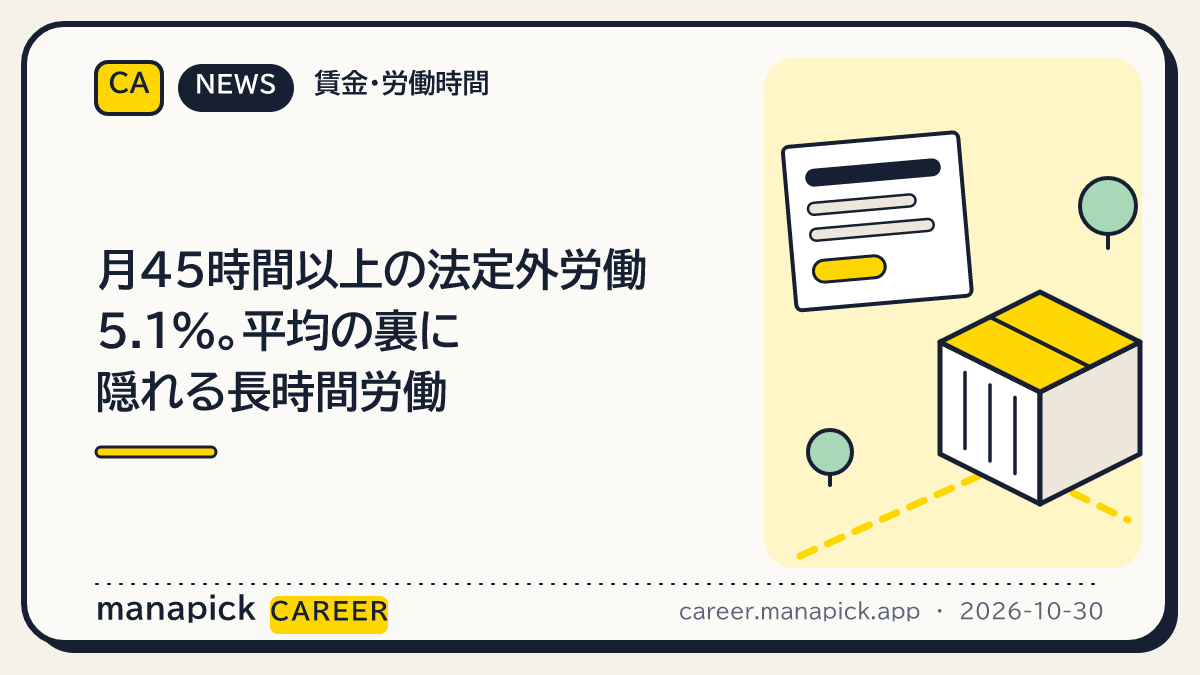 CA NEWS 賃金・労働時間
月45時間以上の法定外労働
5.1%。平均の裏に
隠れる長時間労働
manapick CAREER
career.manapick.app ・ 2026-10-30